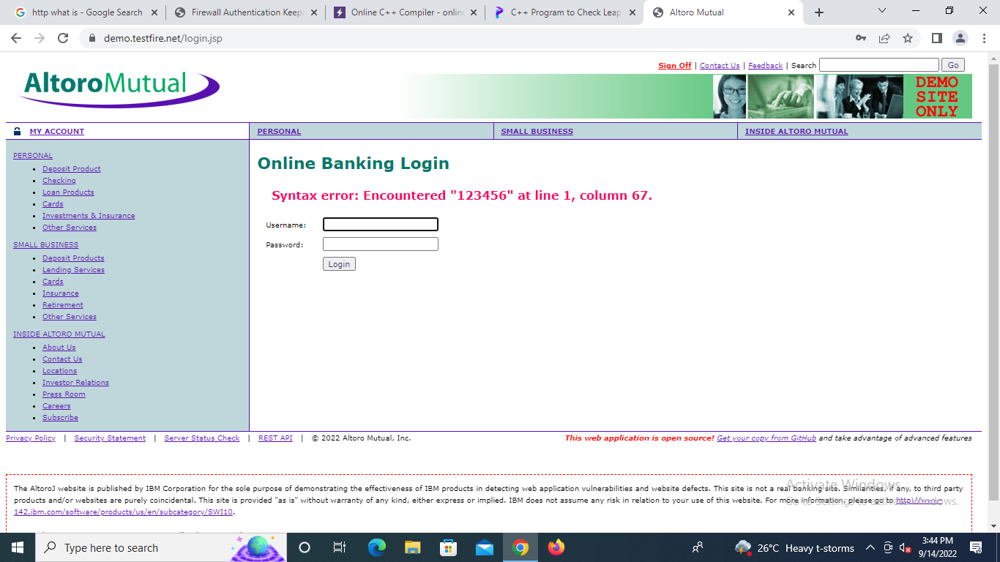 http what is - Google Search
Firewall Authentication Keepa
Online C++ Compiler - online
C++ Program to Check Leap
Altoro Mutual
demo.testfire.net/login.jsp
Sign Off | Contact Us | Feedback | Search Go
AltoroMutual
DEMO
SITE
ONLY
MY ACCOUNT PERSONAL SMALL BUSINESS INSIDE ALTORO MUTUAL
PERSONAL
Deposit Product
Checking
Loan Products
Cards
Investments & Insurance
Other Services
SMALL BUSINESS
Deposit Products
Lending Services
Cards
Insurance
Retirement
Other Services
INSIDE ALTORO MUTUAL
About Us
Contact Us
Locations
Investor Relations
Press Room
Careers
Subscribe
Online Banking Login
Syntax error: Encountered "123456" at line 1, column 67.
Username:
Password:
Login
Privacy Policy | Security Statement | Server Status Check | REST API | © 2022 Altoro Mutual, Inc.
This web application is open source! Get your copy from GitHub and take advantage of advanced features
The AltoroJ website is published by IBM Corporation for the sole purpose of demonstrating the effectiveness of IBM products in detecting web application vulnerabilities and website defects. This site is not a real banking site. Similarities, if any, to third party
products and/or websites are purely coincidental. This site is provided "as is" without warranty of any kind, either express or implied. IBM does not assume any risk in relation to your use of this website. For more information, please go to http://www-
142.ibm.com/software/products/us/en/subcategory/SWI10.
Activate Windows
Go to Settings to activate Windows.
Type here to search
26°C Heavy t-storms
3:44 PM
9/14/2022